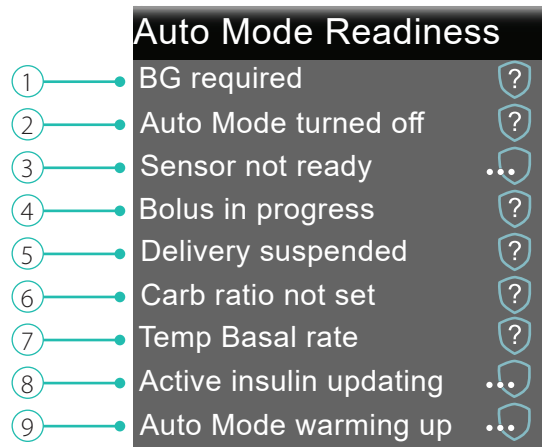 Auto Mode Readiness
1 BG required ?
2 Auto Mode turned off ?
3 Sensor not ready ...
4 Bolus in progress ?
5 Delivery suspended ?
6 Carb ratio not set ?
7 Temp Basal rate ?
8 Active insulin updating ...
9 Auto Mode warming up ...